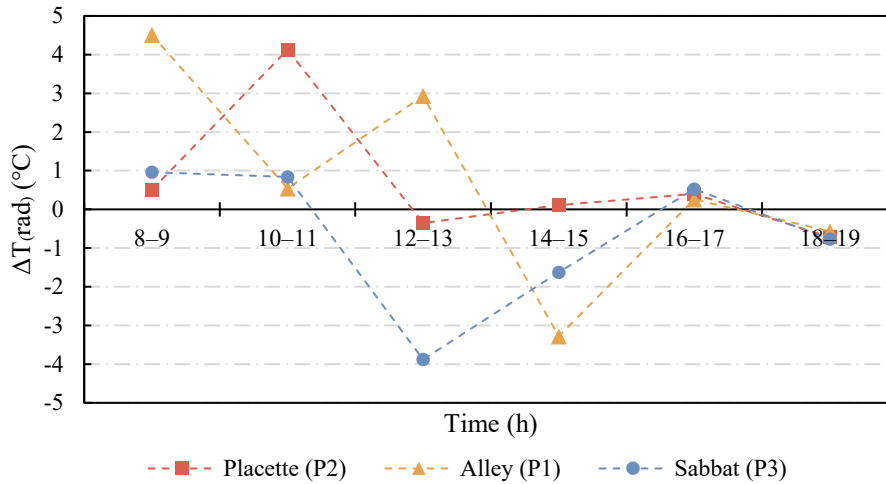 5
4
3
2
1
0
-1
-2
-3
-4
-5
ΔT(rad) (°C)
8–9 10–11 12–13 14–15 16–17 18–19
Time (h)
Placette (P2) Alley (P1) Sabbat (P3)